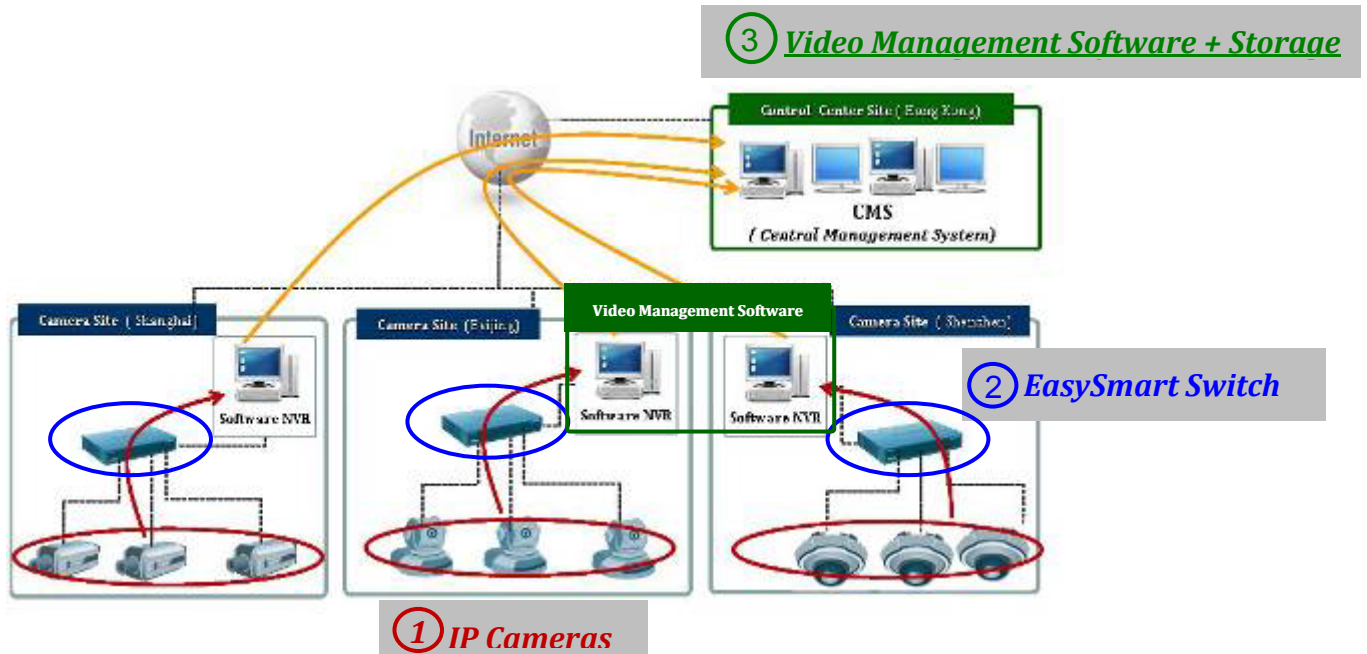 3 Video Management Software + Storage
Internet
Control Center Site ( Hong Kong)
CMS
( Central Management System)
Camera Site ( Shanghai)
Camera Site (Beijing)
Video Management Software
Camera Site ( Shenzhen)
Software NVR
Software NVR
Software NVR
2 EasySmart Switch
1 IP Cameras